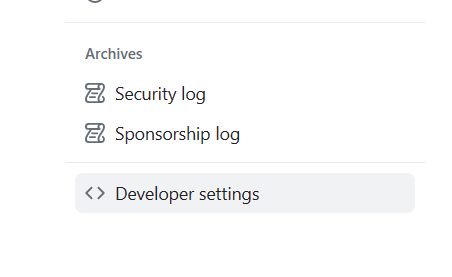 Archives
Security log
Sponsorship log
Developer settings